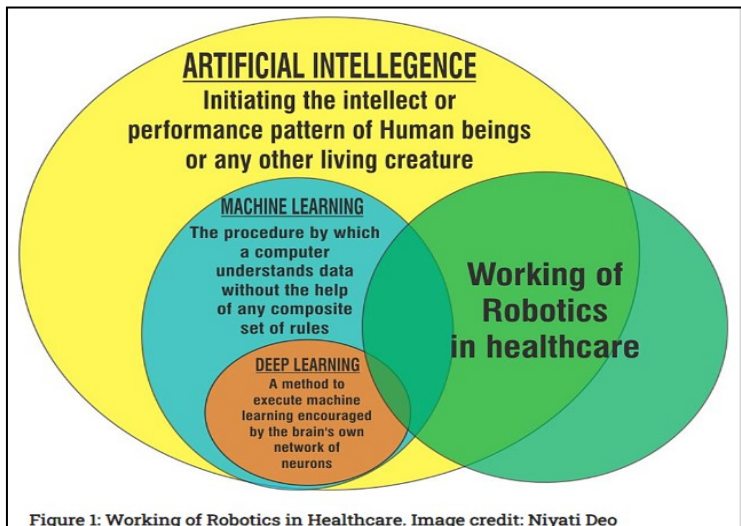 ARTIFICIAL INTELLEGENCE
Initiating the intellect or
performance pattern of Human beings
or any other living creature
MACHINE LEARNING
The procedure by which
a computer
understands data
without the help
of any composite
set of rules
DEEP LEARNING
A method to
execute machine
learning encouraged
by the brain's own
network of
neurons
Working of
Robotics
in healthcare
Figure 1: Working of Robotics in Healthcare. Image credit: Niyati Deo